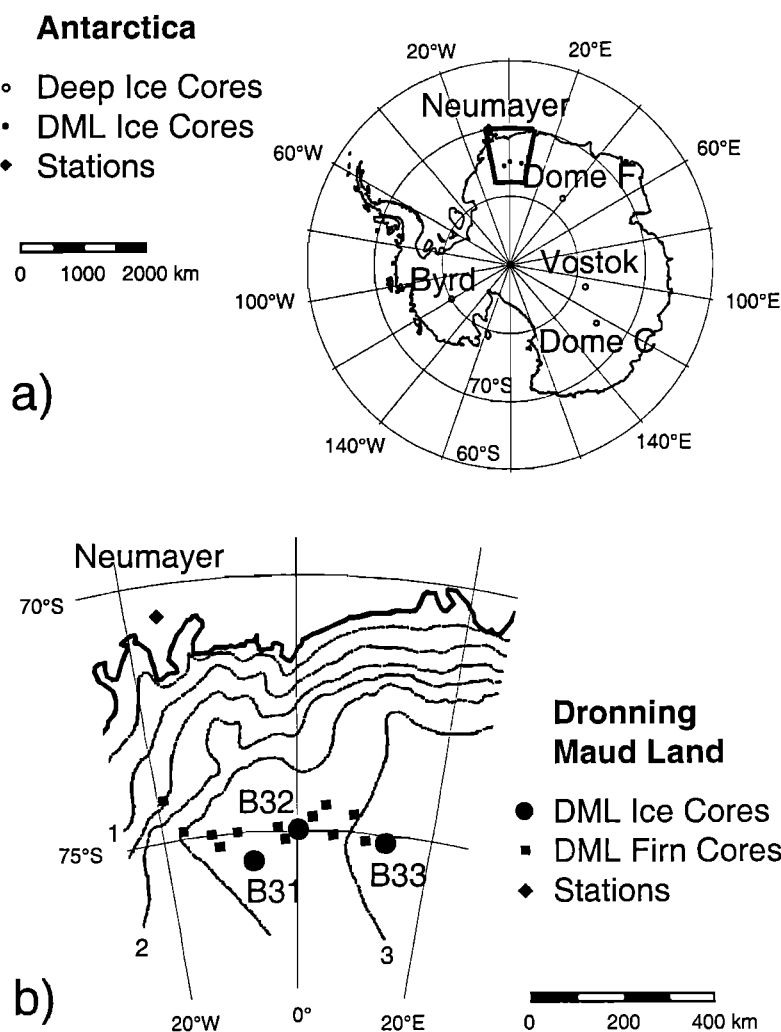 Antarctica
Deep Ice Cores
DML Ice Cores
Stations
0 1000 2000 km
a)
20°W 20°E
Neumayer
60°W 60°E
Dome F
Vostok
Byrd
100°W 100°E
Dome C
70°S
140°W 140°E
60°S
Neumayer
70°S
Dronning
Maud Land
DML Ice Cores
DML Firn Cores
Stations
B32
1
75°S
B31 B33
2 3
b)
20°W 0° 20°E
0 200 400 km